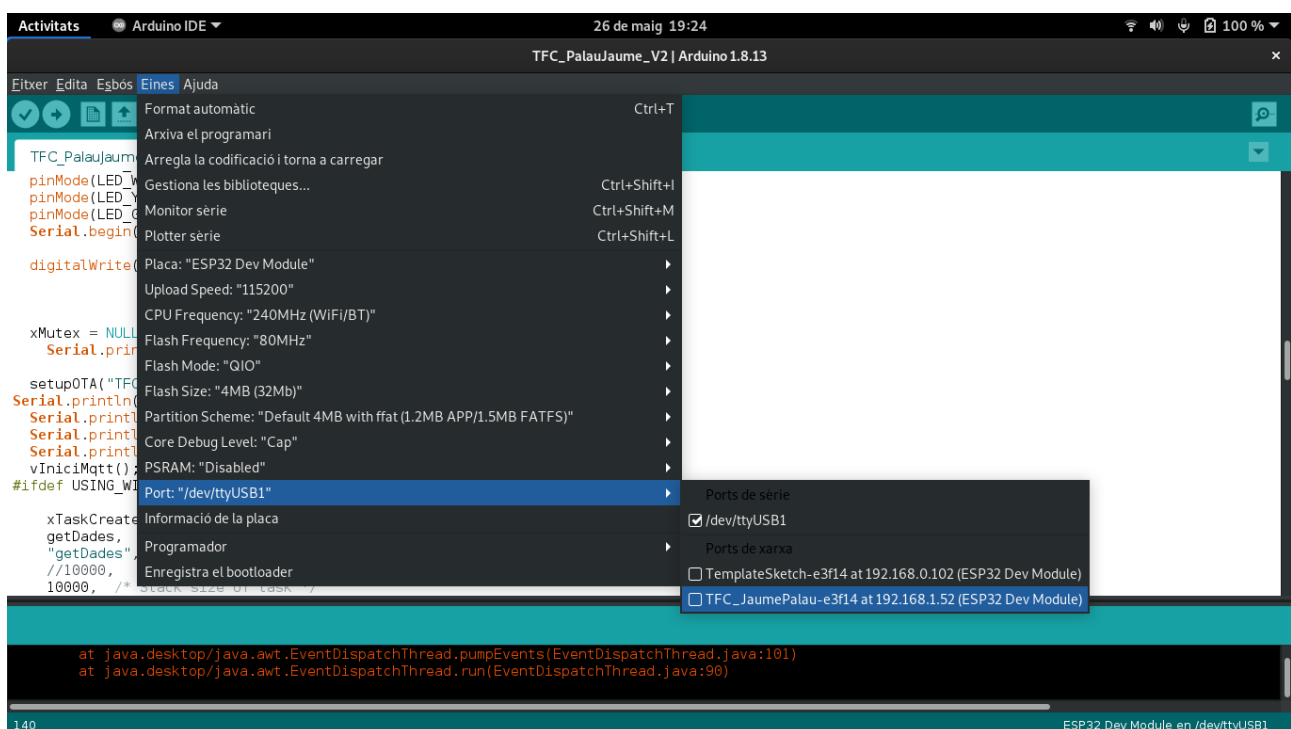 Activitats Arduino IDE 26 de maig 19:24 100 %
TFC_PalauJaume_V2 | Arduino 1.8.13 ×
Eitxer Edita Esbós Eines Ajuda
TFC_PalauJaum
pinMode(LED_
pinMode(LED_
pinMode(LED_
Serial.begin(
digitalWrite(
xMutex = NULL
Serial.prin
setupOTA("TFC
Serial.println(
Serial.printl
Serial.printl
Serial.printl
vIniciMqtt();
#ifdef USING_WI
xTaskCreate
getDades,
"getDades",
//10000,
10000, /* Stack size of task */
Format automàtic Ctrl+T
Arxiva el programari
Arregla la codificació i torna a carregar
Gestiona les biblioteques... Ctrl+Shift+I
Monitor sèrie Ctrl+Shift+M
Plotter sèrie Ctrl+Shift+L
Placa: "ESP32 Dev Module"
Upload Speed: "115200"
CPU Frequency: "240MHz (WiFi/BT)"
Flash Frequency: "80MHz"
Flash Mode: "QIO"
Flash Size: "4MB (32Mb)"
Partition Scheme: "Default 4MB with ffat (1.2MB APP/1.5MB FATFS)"
Core Debug Level: "Cap"
PSRAM: "Disabled"
Port: "/dev/ttyUSB1"
Informació de la placa
Programador
Enregistra el bootloader
Ports de sèrie
/dev/ttyUSB1
Ports de xarxa
TemplateSketch-e3f14 at 192.168.0.102 (ESP32 Dev Module)
TFC_JaumePalau-e3f14 at 192.168.1.52 (ESP32 Dev Module)
at java.desktop/java.awt.EventDispatchThread.pumpEvents(EventDispatchThread.java:101)
at java.desktop/java.awt.EventDispatchThread.run(EventDispatchThread.java:90)
140 ESP32 Dev Module en /dev/ttyUSB1